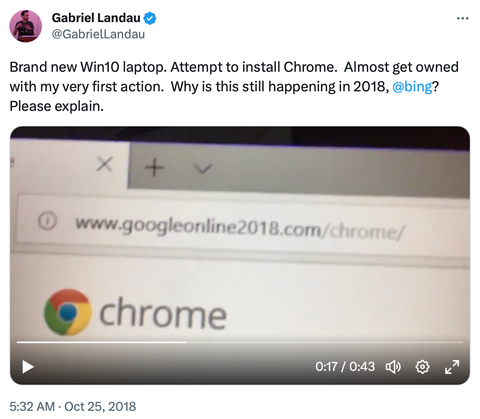 Gabriel Landau
@GabrielLandau
Brand new Win10 laptop. Attempt to install Chrome.  Almost get owned
with my very first action.  Why is this still happening in 2018, @bing?
Please explain.
www.googleonline2018.com/chrome/
chrome
0:17 / 0:43
5:32 AM · Oct 25, 2018